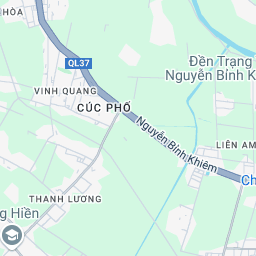 HÒA
Đền Trạng
Nguyễn Bỉnh K
QL37
VINH QUANG
CÚC PHỐ
Nguyễn Bỉnh Khiêm
LIÊN AM
Ch
THANH LƯƠNG
g Hiền